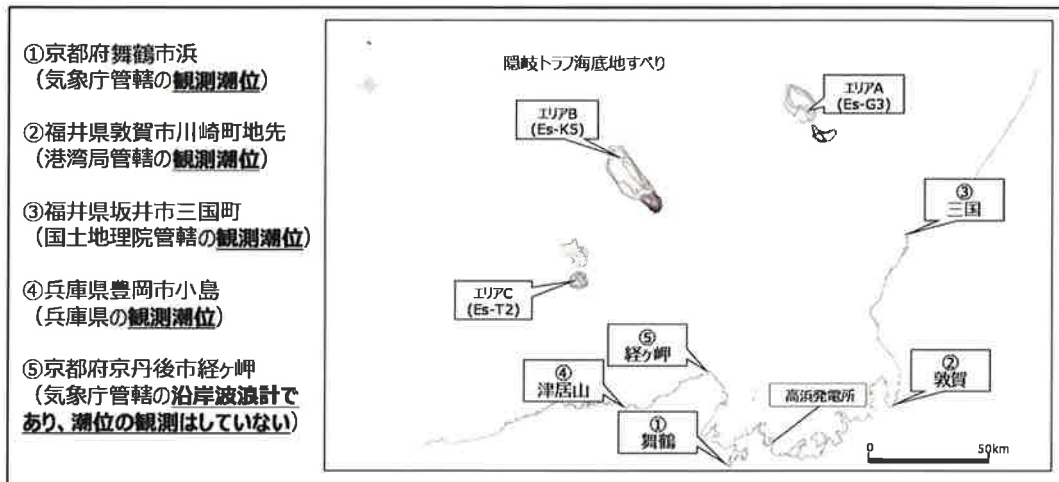 ①京都府舞鶴市浜
（気象庁管轄の観測潮位）
②福井県敦賀市川崎町地先
（港湾局管轄の観測潮位）
③福井県坂井市三国町
（国土地理院管轄の観測潮位）
④兵庫県豊岡市小島
（兵庫県の観測潮位）
⑤京都府京丹後市経ヶ岬
（気象庁管轄の沿岸波浪計で
あり、潮位の観測はしていない）
隠岐トラフ海底地すべり
エリアA
(Es-G3)
エリアB
(Es-K5)
③
三国
エリアC
(Es-T2)
⑤
経ヶ岬
④
津居山
②
敦賀
高浜発電所
①
舞鶴
0 50km